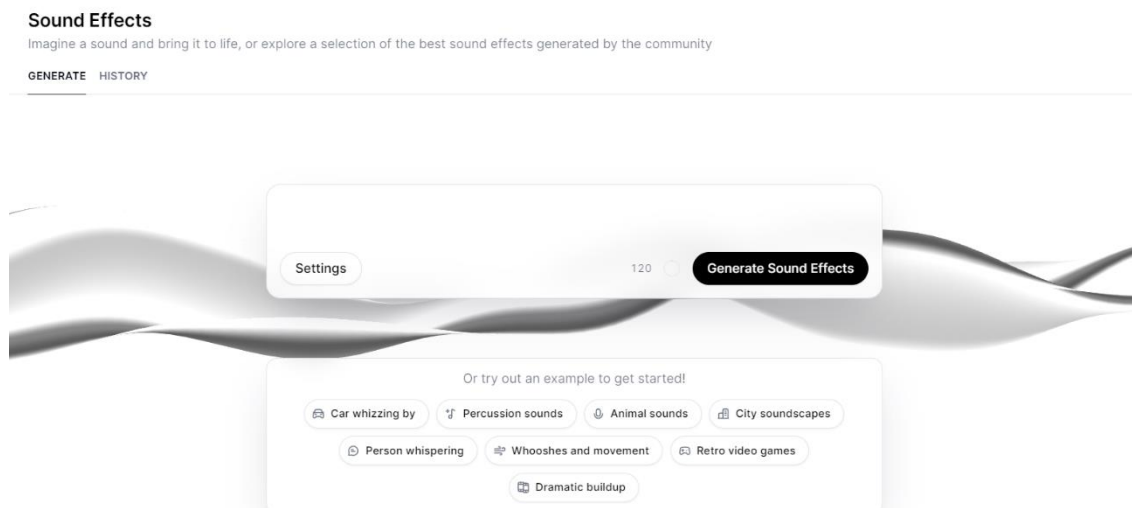 Sound Effects
Imagine a sound and bring it to life, or explore a selection of the best sound effects generated by the community
GENERATE HISTORY
Settings 120 Generate Sound Effects
Or try out an example to get started!
Car whizzing by Percussion sounds Animal sounds City soundscapes
Person whispering Whooshes and movement Retro video games
Dramatic buildup